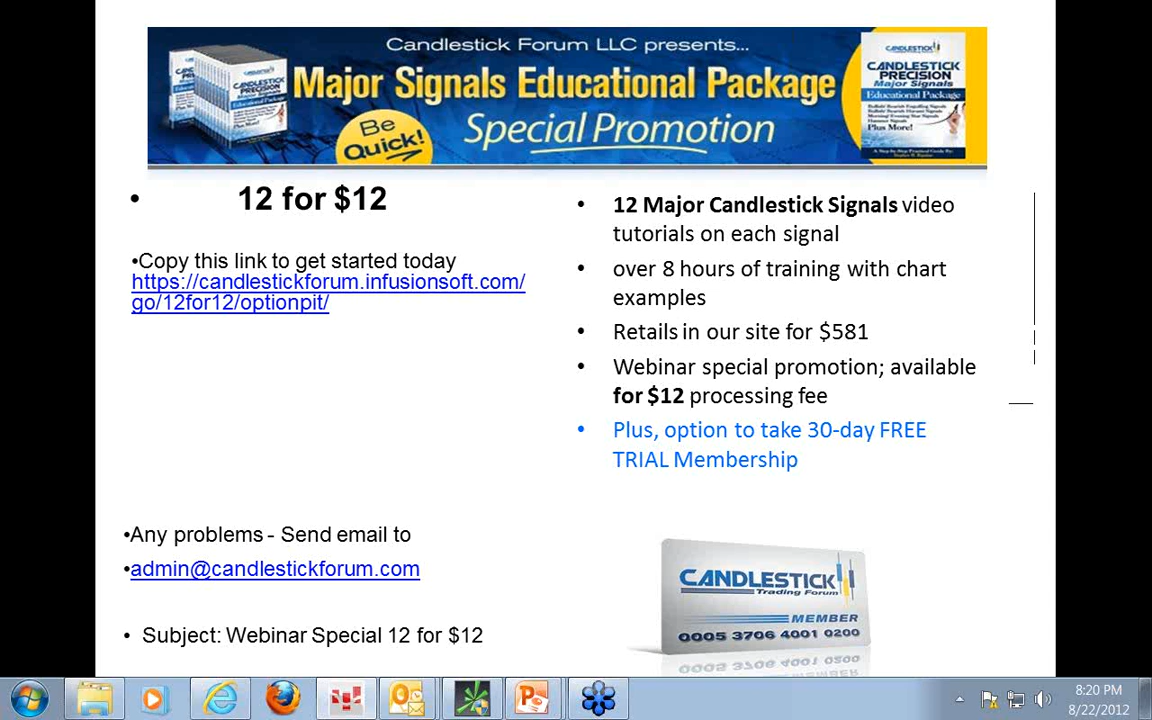 Candlestick Forum LLC presents...
Major Signals Educational Package
Be
Quick!
Special Promotion
CANDLESTICK
CANDLESTICK
PRECISION
Major Signals
Educational Package
Plus More!
• 12 for $12
•Copy this link to get started today
https://candlestickforum.infusionsoft.com/
go/12for12/optionpit/
•Any problems - Send email to
•admin@candlestickforum.com
• Subject: Webinar Special 12 for $12
• 12 Major Candlestick Signals video
tutorials on each signal
• over 8 hours of training with chart
examples
• Retails in our site for $581
• Webinar special promotion; available
for $12 processing fee
• Plus, option to take 30-day FREE
TRIAL Membership
CANDLESTICK
Trading Forum
MEMBER
0005 3706 4001 0200
8:20 PM
8/22/2012